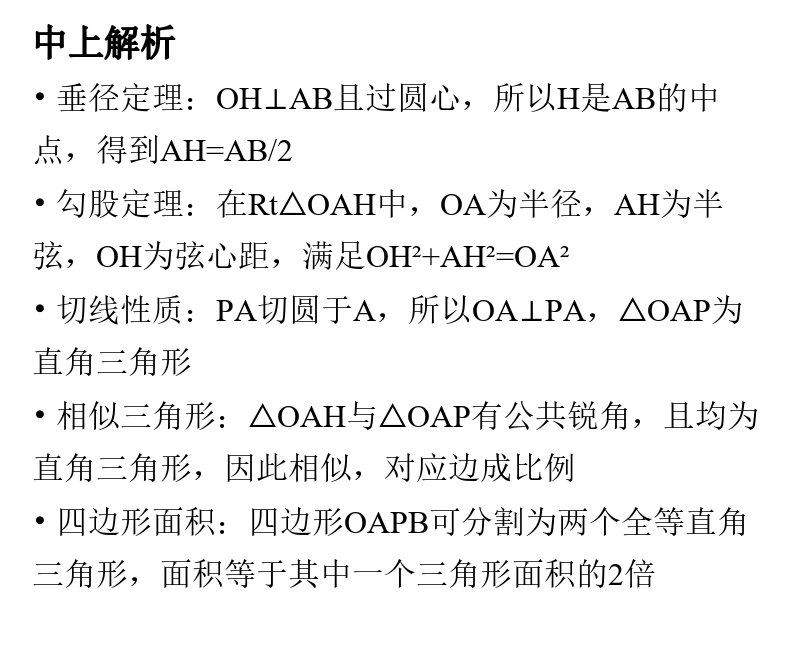 中上解析
• 垂径定理：OH⊥AB且过圆心，所以H是AB的中
点，得到AH=AB/2
• 勾股定理：在Rt△OAH中，OA为半径，AH为半
弦，OH为弦心距，满足OH²+AH²=OA²
• 切线性质：PA切圆于A，所以OA⊥PA，△OAP为
直角三角形
• 相似三角形：△OAH与△OAP有公共锐角，且均为
直角三角形，因此相似，对应边成比例
• 四边形面积：四边形OAPB可分割为两个全等直角
三角形，面积等于其中一个三角形面积的2倍